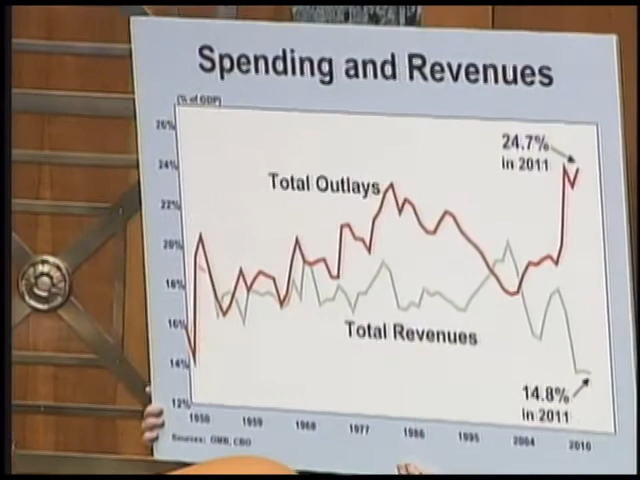 Spending and Revenues
(% of GDP)
26%
24.7%
in 2011
24%
Total Outlays
22%
20%
18%
16%
Total Revenues
14%
14.8%
in 2011
12%
1950
1959
1968
1977
1986
1995
2004
2010
Sources: OMB, CBO